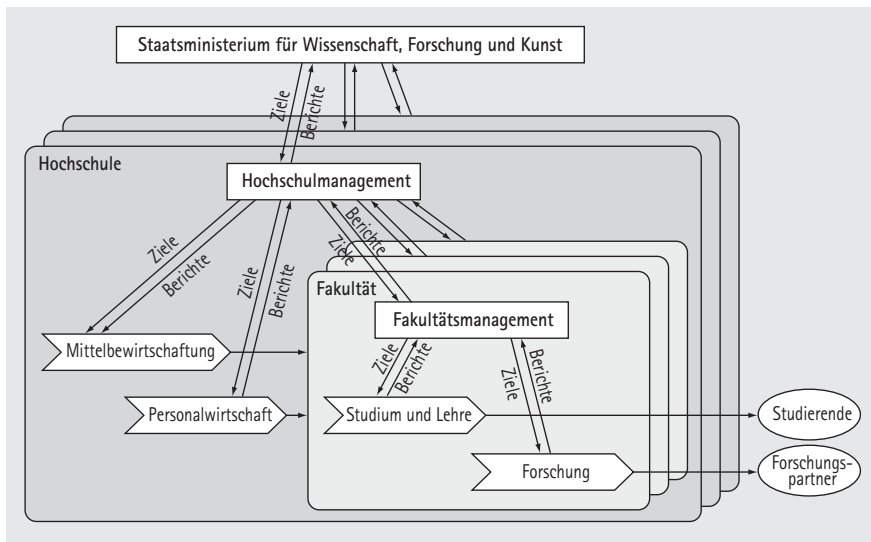 Staatsministerium für Wissenschaft, Forschung und Kunst
Ziele
Berichte
Hochschule
Hochschulmanagement
Ziele
Berichte
Ziele
Berichte
Berichte
Ziele
Fakultät
Fakultätsmanagement
Mittelbewirtschaftung
Ziele
Berichte
Ziele
Berichte
Personalwirtschaft
Studium und Lehre
Studierende
Forschung
Forschungs-
partner